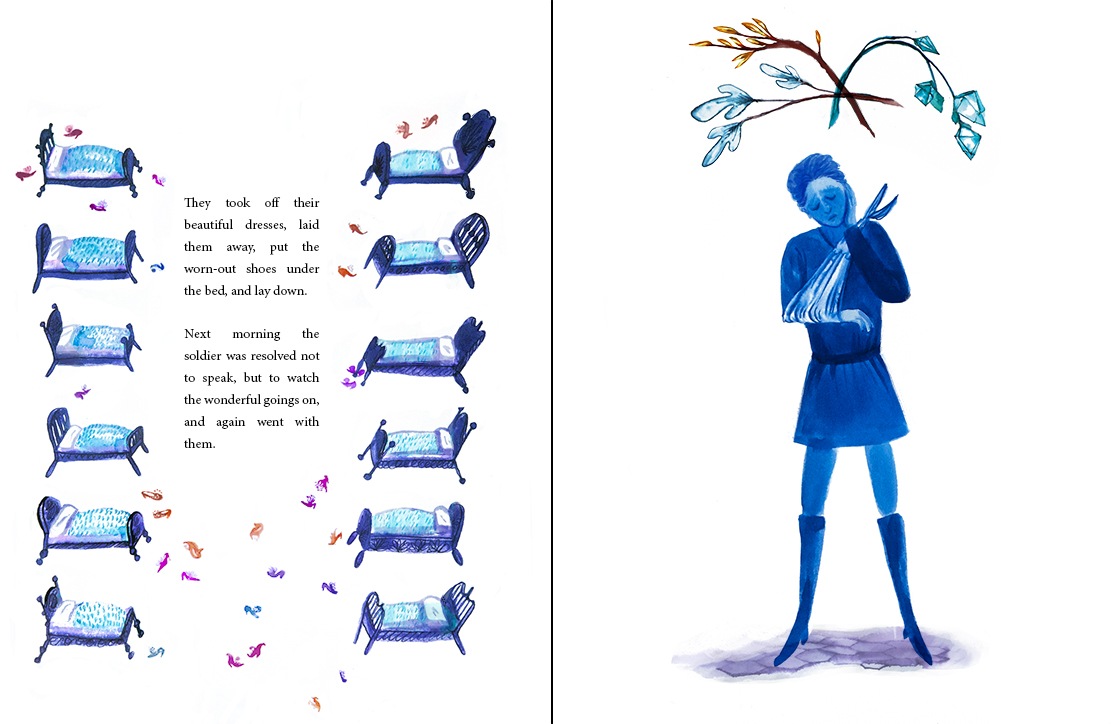 They took off their
beautiful dresses, laid
them away, put the
worn-out shoes under
the bed, and lay down.
Next morning the
soldier was resolved not
to speak, but to watch
the wonderful goings on,
and again went with
them.